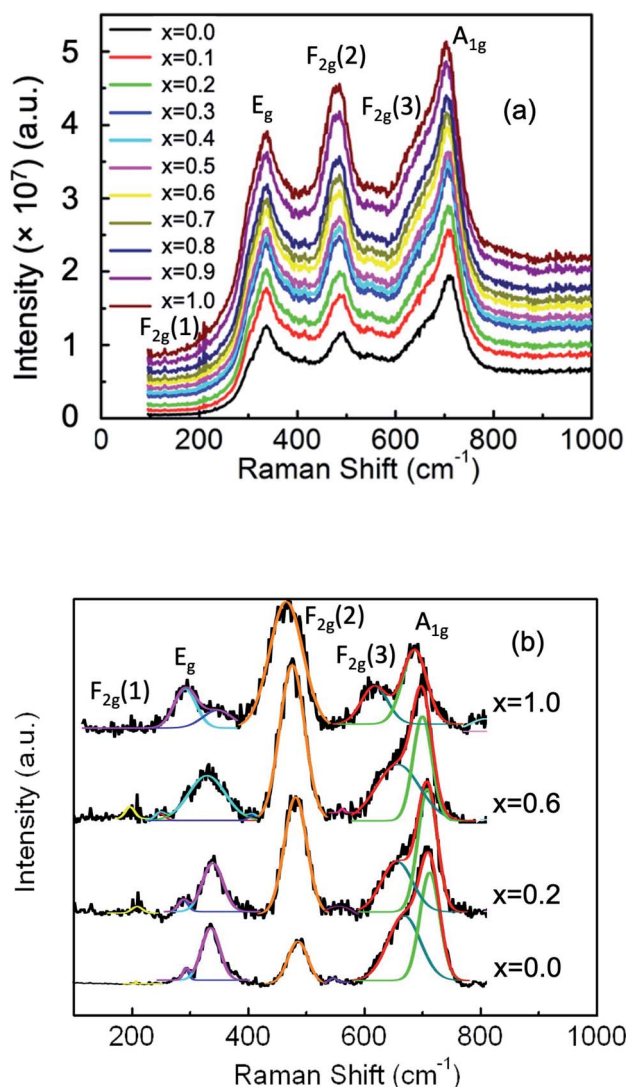 x=0.0
x=0.1
x=0.2
x=0.3
x=0.4
x=0.5
x=0.6
x=0.7
x=0.8
x=0.9
x=1.0
F2g(1)
Eg
F2g(2)
F2g(3)
A1g
(a)
Intensity (× 10⁷) (a.u.)
5
4
3
2
1
0
0 200 400 600 800 1000
Raman Shift (cm⁻¹)
F2g(1)
Eg
F2g(2)
F2g(3)
A1g
(b)
x=1.0
x=0.6
x=0.2
x=0.0
Intensity (a.u.)
200 400 600 800 1000
Raman Shift (cm⁻¹)